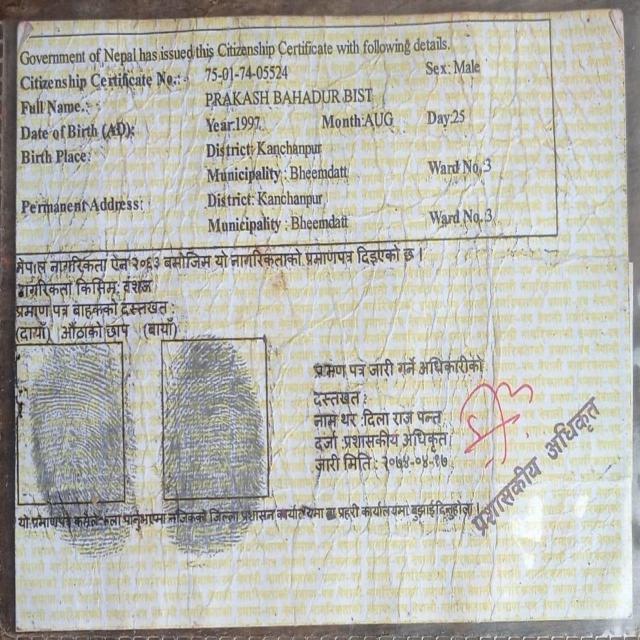 Government of Nepal has issued this Citizenship Certificate with following details.
Citizenship Certificate No.: 75-01-74-05524 Sex: Male
Full Name.: PRAKASH BAHADUR BIST
Date of Birth (AD): Year:1997 Month:AUG Day:25
Birth Place: District: Kanchanpur
Municipality : Bheemdatt Ward No.:3
Permanent Address: District: Kanchanpur
Municipality : Bheemdatt Ward No.3
नेपाल नागरिकता ऐन २०६३ बमोजिम यो नागरिकताको प्रमाणपत्र दिइएको छ ।
नागरिकता किसिम: वंशज
प्रमाण पत्र वाहकको दस्तखत :
(दायाँ) औंठाको छाप (बायाँ)
प्रमाण पत्र जारी गर्ने अधिकारीको
दस्तखत :
नाम थर :दिला राज पन्त
दर्जा :प्रशासकीय अधिकृत
जारी मिति : २०७४-०४-१७
प्रशासकीय अधिकृत
यो प्रमाणपत्र कसैले नजिकको जिल्ला प्रशासन कार्यालयमा वा प्रहरी कार्यालयमा बुझाई दिनुहोला ।